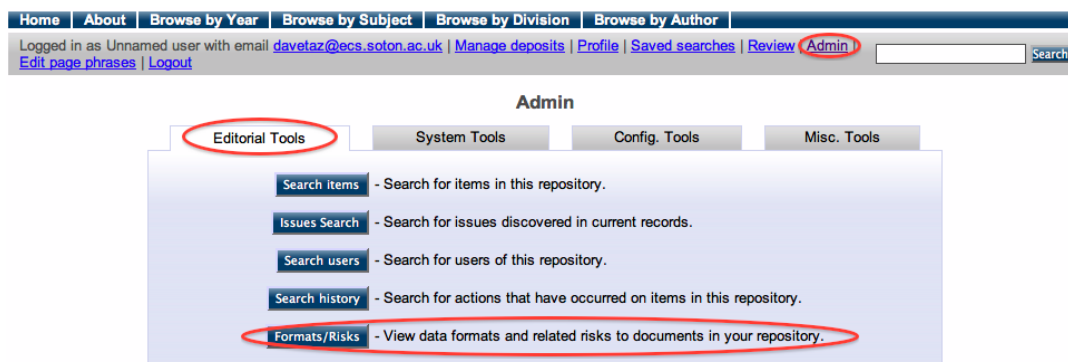 Home | About | Browse by Year | Browse by Subject | Browse by Division | Browse by Author |
Logged in as Unnamed user with email davetaz@ecs.soton.ac.uk | Manage deposits | Profile | Saved searches | Review | Admin |
Edit page phrases | Logout
Search
Admin
Editorial Tools System Tools Config. Tools Misc. Tools
Search items - Search for items in this repository.
Issues Search - Search for issues discovered in current records.
Search users - Search for users of this repository.
Search history - Search for actions that have occurred on items in this repository.
Formats/Risks - View data formats and related risks to documents in your repository.